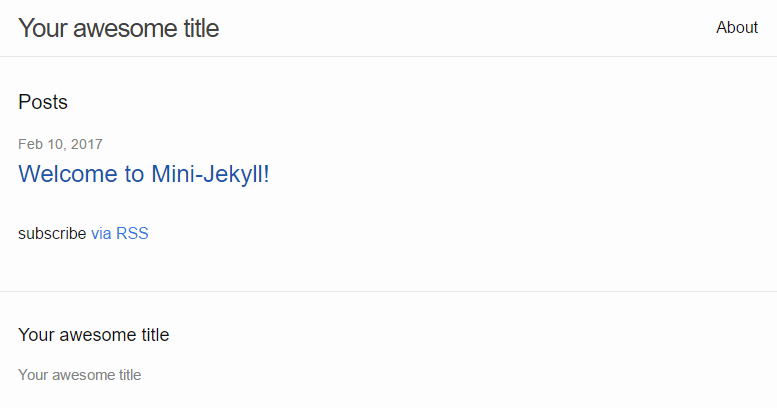 Your awesome title
About
Posts
Feb 10, 2017
Welcome to Mini-Jekyll!
subscribe via RSS
Your awesome title
Your awesome title